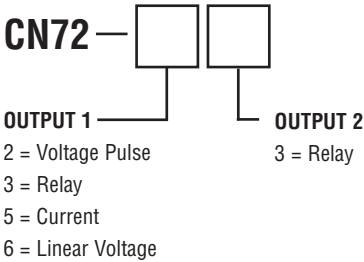 CN72
OUTPUT 1
2 = Voltage Pulse
3 = Relay
5 = Current
6 = Linear Voltage
OUTPUT 2
3 = Relay